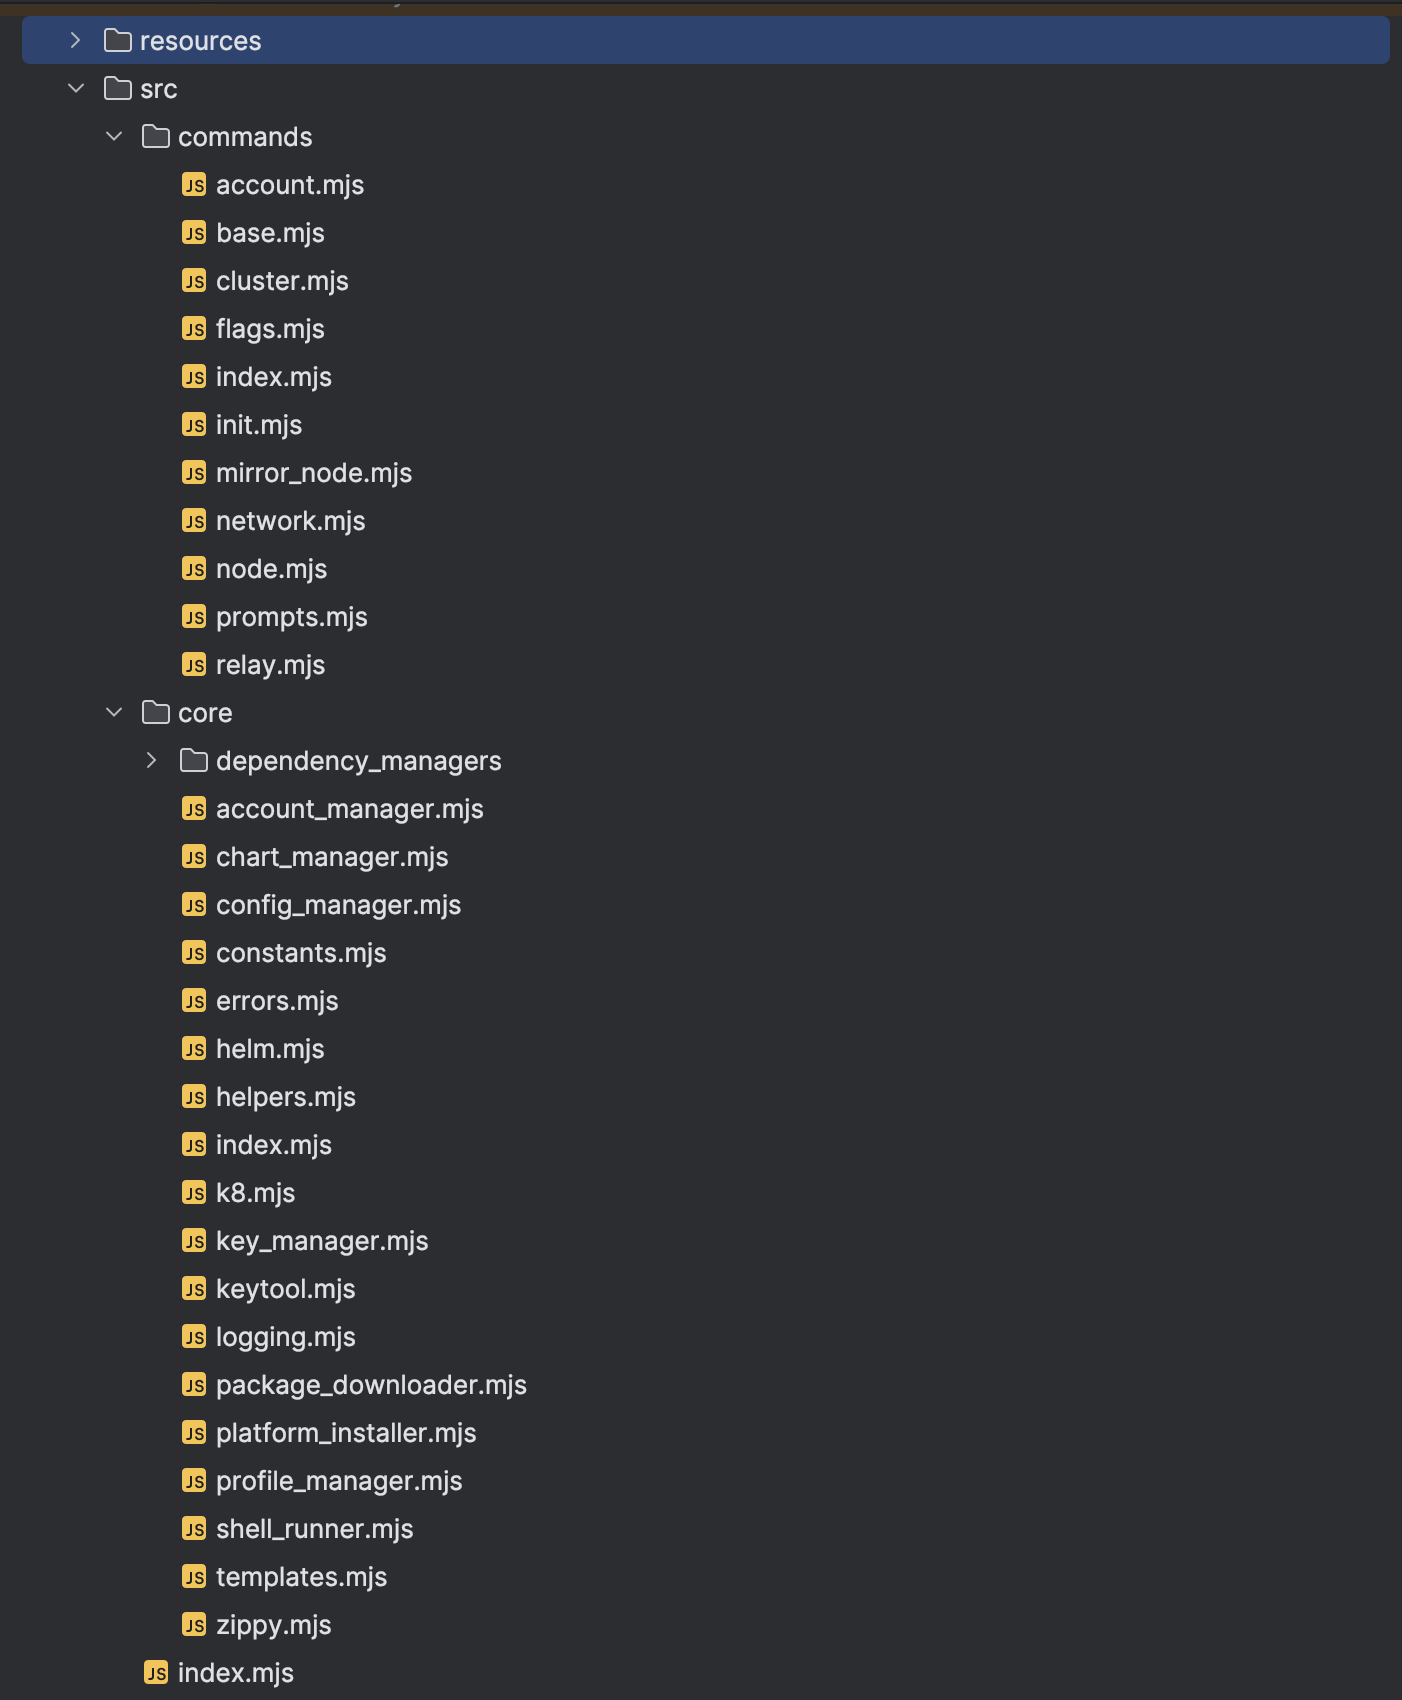 resources
src
commands
JS account.mjs
JS base.mjs
JS cluster.mjs
JS flags.mjs
JS index.mjs
JS init.mjs
JS mirror_node.mjs
JS network.mjs
JS node.mjs
JS prompts.mjs
JS relay.mjs
core
dependency_managers
JS account_manager.mjs
JS chart_manager.mjs
JS config_manager.mjs
JS constants.mjs
JS errors.mjs
JS helm.mjs
JS helpers.mjs
JS index.mjs
JS k8.mjs
JS key_manager.mjs
JS keytool.mjs
JS logging.mjs
JS package_downloader.mjs
JS platform_installer.mjs
JS profile_manager.mjs
JS shell_runner.mjs
JS templates.mjs
JS zippy.mjs
JS index.mjs